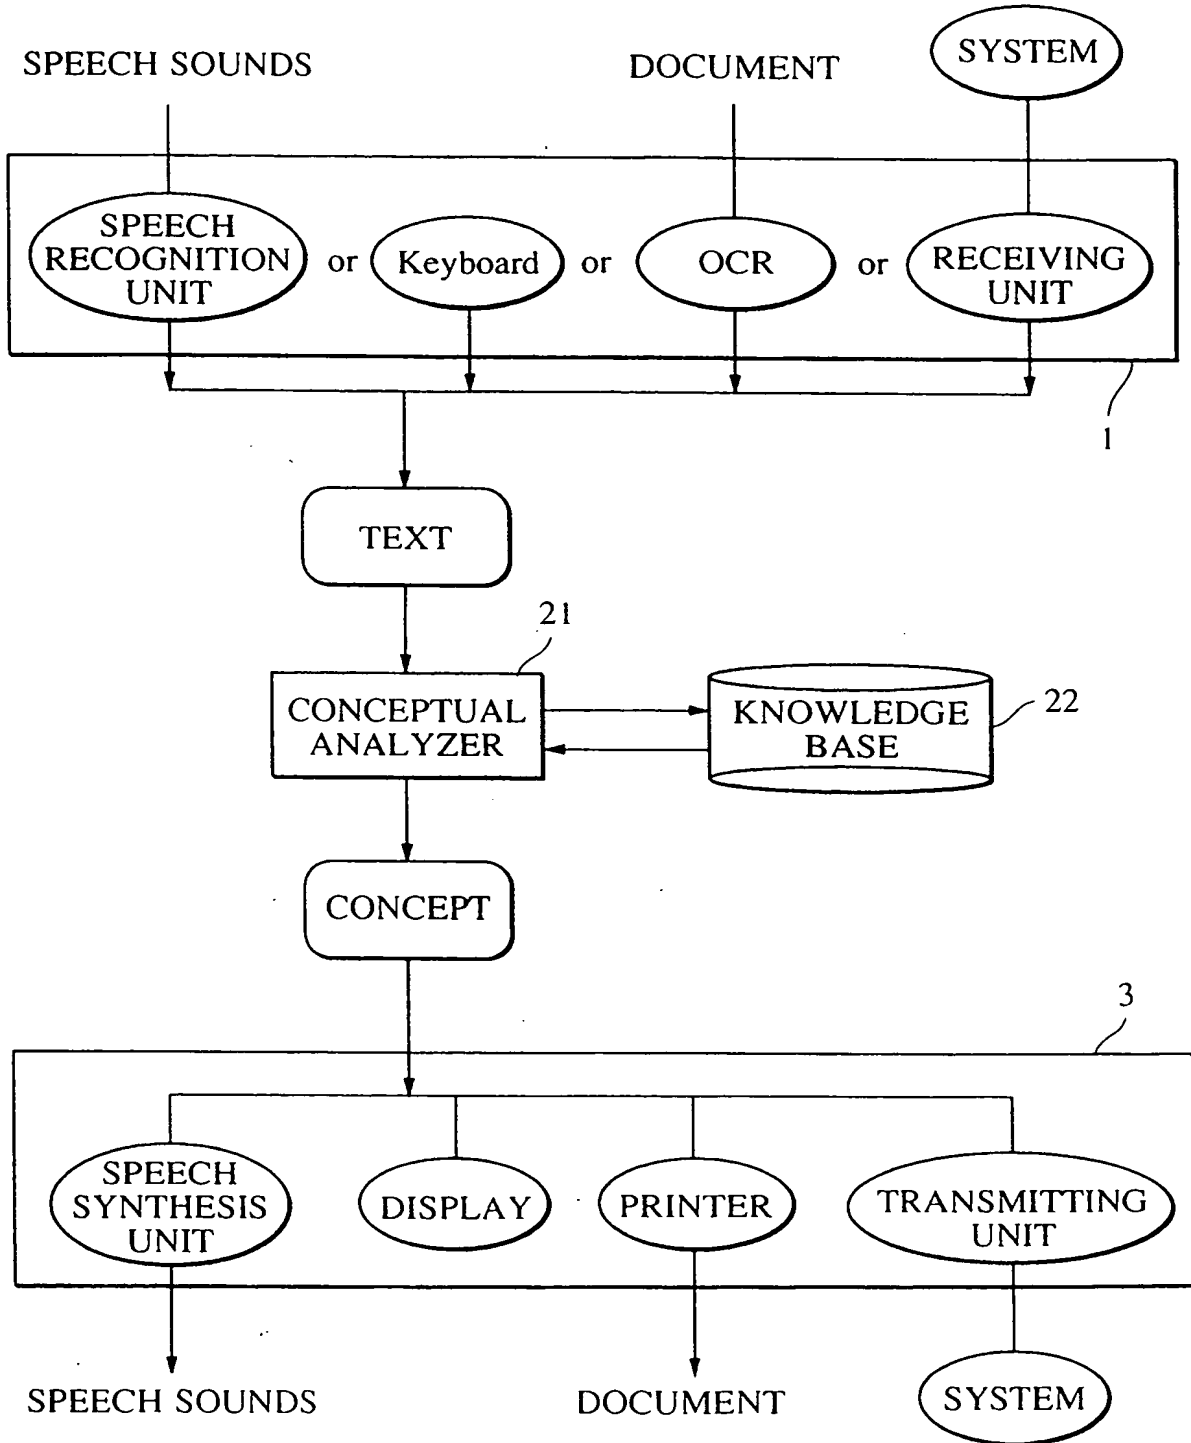 SPEECH SOUNDS
DOCUMENT
SYSTEM
SPEECH
RECOGNITION
UNIT
or
Keyboard
or
OCR
or
RECEIVING
UNIT
1
TEXT
21
CONCEPTUAL
ANALYZER
KNOWLEDGE
BASE
22
CONCEPT
3
SPEECH
SYNTHESIS
UNIT
DISPLAY
PRINTER
TRANSMITTING
UNIT
SPEECH SOUNDS
DOCUMENT
SYSTEM